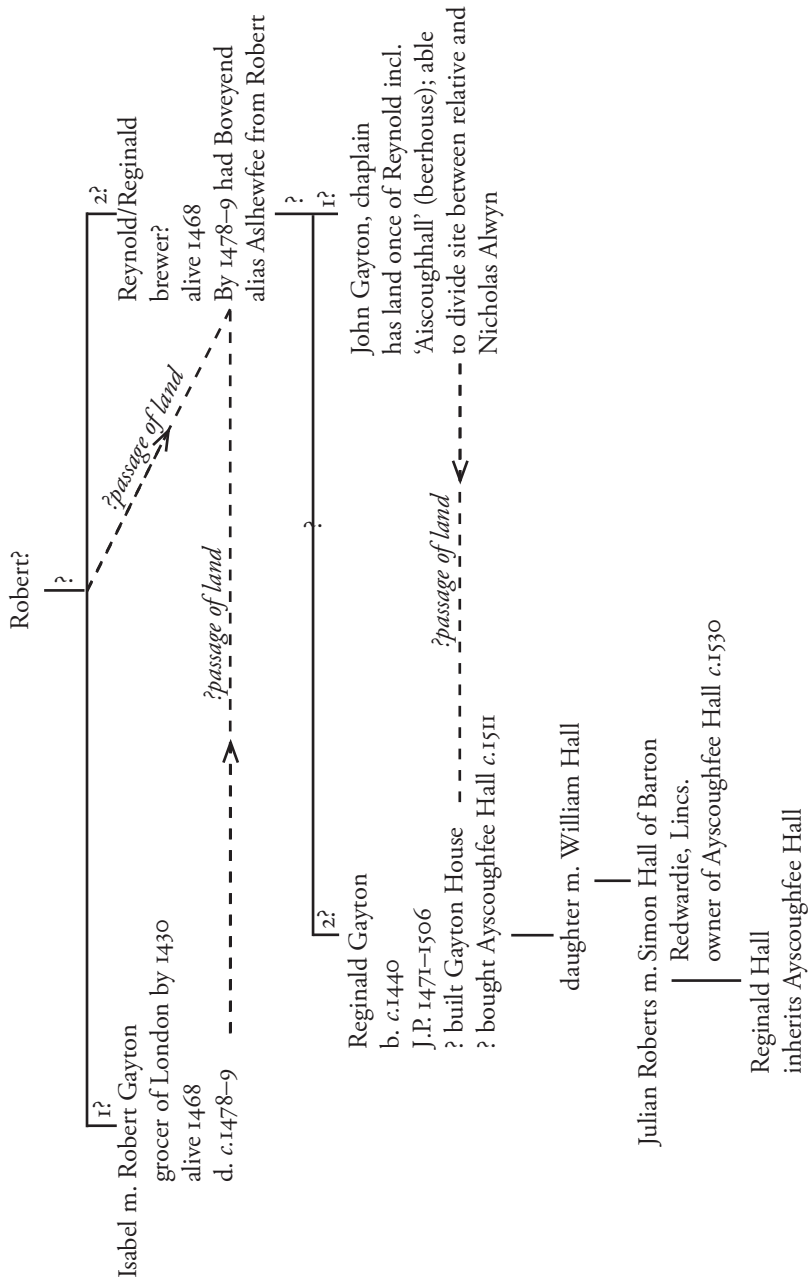 Robert?
?
1?
Isabel m. Robert Gayton
grocer of London by 1430
alive 1468
d. c.1478–9
?passage of land
?passage of land
2?
Reynold/Reginald
brewer?
alive 1468
By 1478–9 had Boveyend
alias Aslhewfee from Robert
?
?
2?
Reginald Gayton
b. c.1440
J.P. 1471–1506
? built Gayton House
? bought Ayscoughfee Hall c.1511
?passage of land
1?
John Gayton, chaplain
has land once of Reynold incl.
‘Aiscoughhall’ (beerhouse); able
to divide site between relative and
Nicholas Alwyn
daughter m. William Hall
Julian Roberts m. Simon Hall of Barton
Redwardie, Lincs.
owner of Ayscoughfee Hall c.1530
Reginald Hall
inherits Ayscoughfee Hall